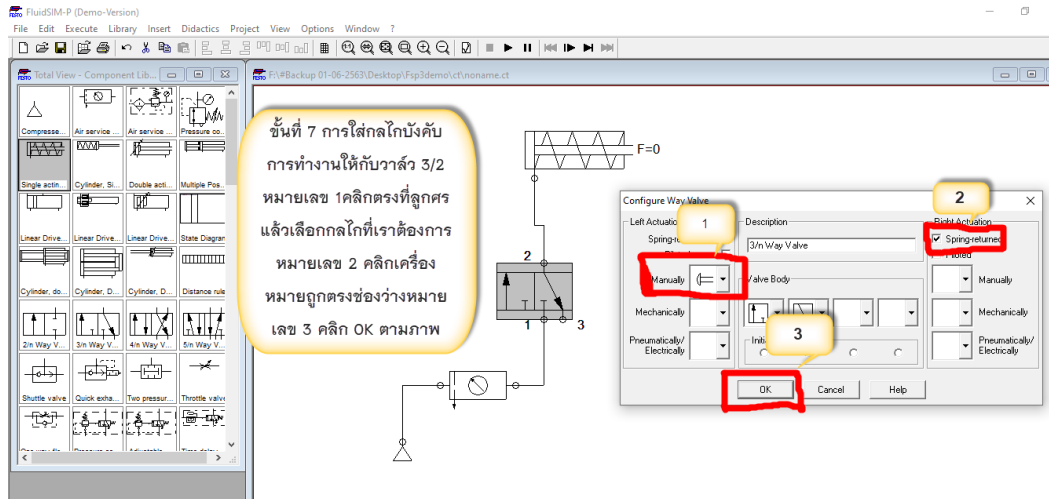 FluidSIM-P (Demo-Version)
File Edit Execute Library Insert Didactics Project View Options Window ?
Total View - Component Lib...
Compresse... Air service ... Air service ... Pressure co...
Single actin... Cylinder, Si... Double acti... Multiple Pos...
Linear Drive... Linear Drive... Linear Drive... State Diagran
Cylinder, do... Cylinder, D... Cylinder, D... Distance rule
2/n Way V... 3/n Way V... 4/n Way V... 5/n Way V...
Shuttle valve Quick exha... Two pressur... Throttle valve
F:\#Backup 01-06-2563\Desktop\Fsp3demo\ct\noname.ct
ขั้นที่ 7 การใส่กลไกบังคับ
การทำงานให้กับวาล์ว 3/2
หมายเลข 1คลิกตรงที่ลูกศร
แล้วเลือกกลไกที่เราต้องการ
หมายเลข 2 คลิกเครื่อง
หมายถูกตรงช่องว่างหมาย
เลข 3 คลิก OK ตามภาพ
F=0
2
1 3
Configure Way Valve
Left Actuation
Description
Right Actuation
1
2
3/n Way Valve
Spring-returned
Piloted
Manually
Valve Body
Manually
Mechanically
Mechanically
Pneumatically/
Electrically
3
Pneumatically/
Electrically
OK Cancel Help